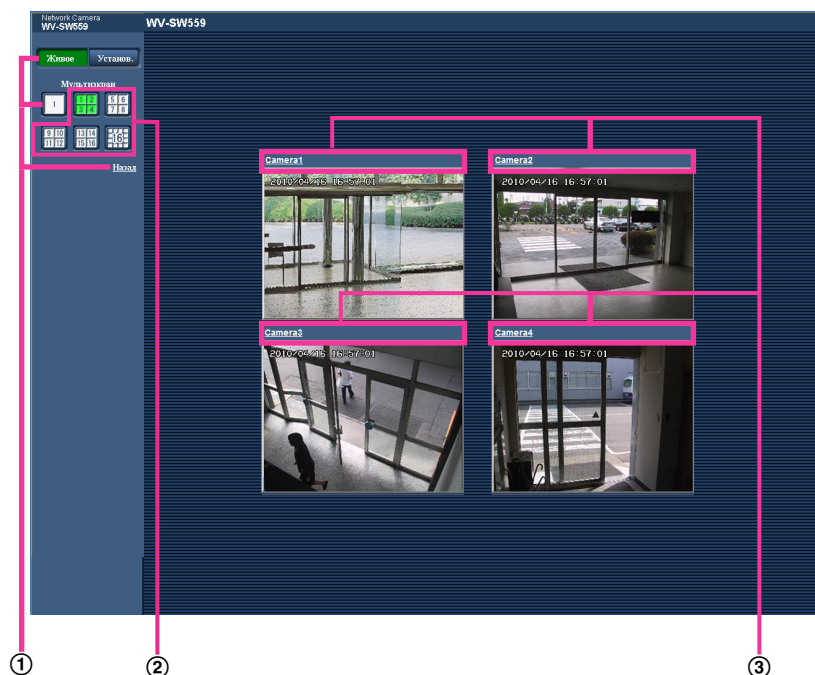 Network Camera
WV-SW559
WV-SW559
Живое Установ.
Мультиэкран
1
1 2
3 4
5 6
7 8
9 10
11 12
13 14
15 16
16
Назад
Camera1
2010/04/16 16:57:01
Camera2
2010/04/16 16:57:01
Camera3
2010/04/16 16:57:01
Camera4
2010/04/16 16:57:01
① ② ③